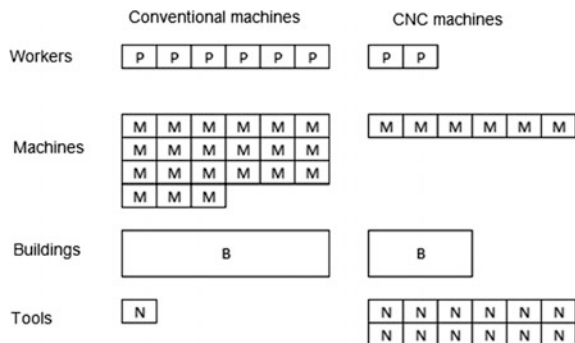 Conventional machines CNC machines
Workers P P P P P P P P
M M M M M M M M M M M M
Machines M M M M M M
M M M M M M
M M M
Buildings B B
Tools N N N N N N N
N N N N N N